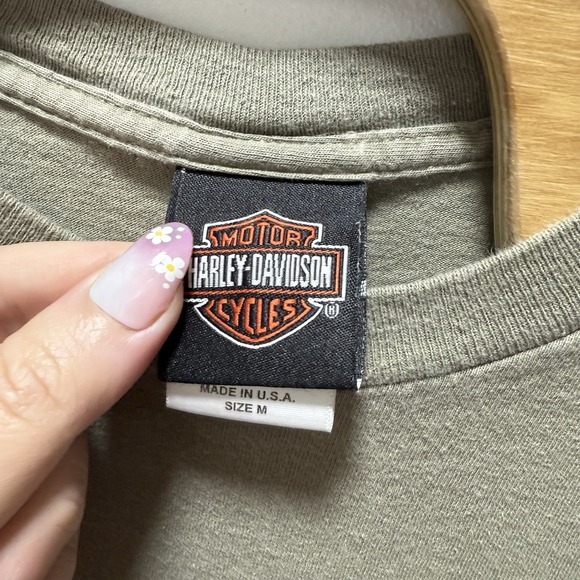 MOTOR
HARLEY-DAVIDSON
CYCLES
®
MADE IN U.S.A.
SIZE M